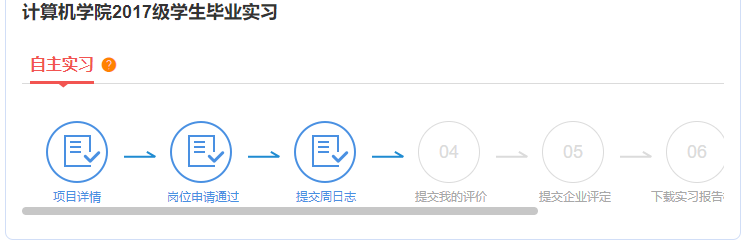 计算机学院2017级学生毕业实习
自主实习 ?
04 05 06
项目详情 岗位申请通过 提交周日志 提交我的评价 提交企业评定 下载实习报告